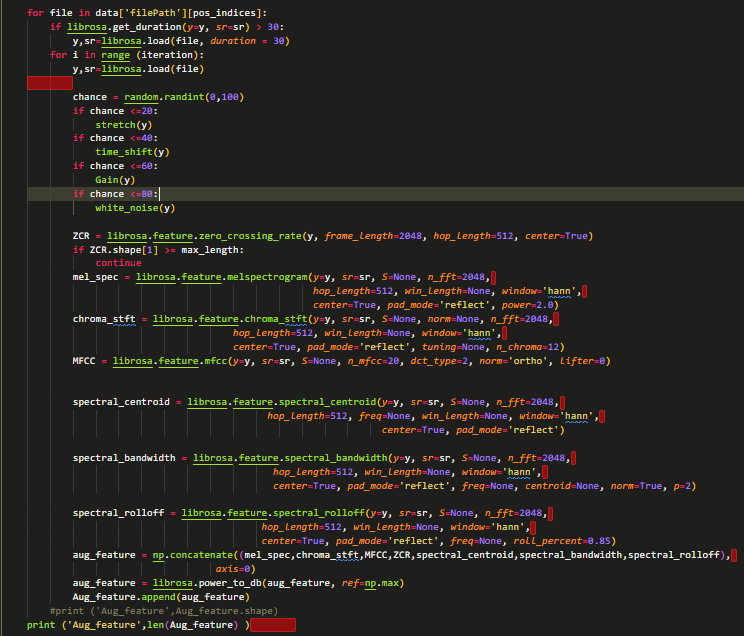 for file in data['filePath'][pos_indices]:
    if librosa.get_duration(y=y, sr=sr) > 30:
        y,sr=librosa.load(file, duration = 30)
    for i in range (iteration):
        y,sr=librosa.load(file)
        chance = random.randint(0,100)
        if chance <=20:
            stretch(y)
        if chance <=40:
            time_shift(y)
        if chance <=60:
            Gain(y)
        if chance <=80:
            white_noise(y)
        ZCR = librosa.feature.zero_crossing_rate(y, frame_length=2048, hop_length=512, center=True)
        if ZCR.shape[1] >= max_length:
            continue
        mel_spec = librosa.feature.melspectrogram(y=y, sr=sr, S=None, n_fft=2048,
                                                  hop_length=512, win_length=None, window='hann',
                                                  center=True, pad_mode='reflect', power=2.0)
        chroma_stft = librosa.feature.chroma_stft(y=y, sr=sr, S=None, norm=None, n_fft=2048,
                                    hop_length=512, win_length=None, window='hann',
                                    center=True, pad_mode='reflect', tuning=None, n_chroma=12)
        MFCC = librosa.feature.mfcc(y=y, sr=sr, S=None, n_mfcc=20, dct_type=2, norm='ortho', lifter=0)
        spectral_centroid = librosa.feature.spectral_centroid(y=y, sr=sr, S=None, n_fft=2048,
                                          hop_length=512, freq=None, win_length=None, window='hann',
                                                              center=True, pad_mode='reflect')
        spectral_bandwidth = librosa.feature.spectral_bandwidth(y=y, sr=sr, S=None, n_fft=2048,
                                           hop_length=512, win_length=None, window='hann',
                                           center=True, pad_mode='reflect', freq=None, centroid=None, norm=True, p=2)
        spectral_rolloff = librosa.feature.spectral_rolloff(y=y, sr=sr, S=None, n_fft=2048,
                                         hop_length=512, win_length=None, window='hann',
                                         center=True, pad_mode='reflect', freq=None, roll_percent=0.85)
        aug_feature = np.concatenate((mel_spec,chroma_stft,MFCC,ZCR,spectral_centroid,spectral_bandwidth,spectral_rolloff),
                                 axis=0)
        aug_feature = librosa.power_to_db(aug_feature, ref=np.max)
        Aug_feature.append(aug_feature)
    #print ('Aug_feature',Aug_feature.shape)
print ('Aug_feature',len(Aug_feature) )